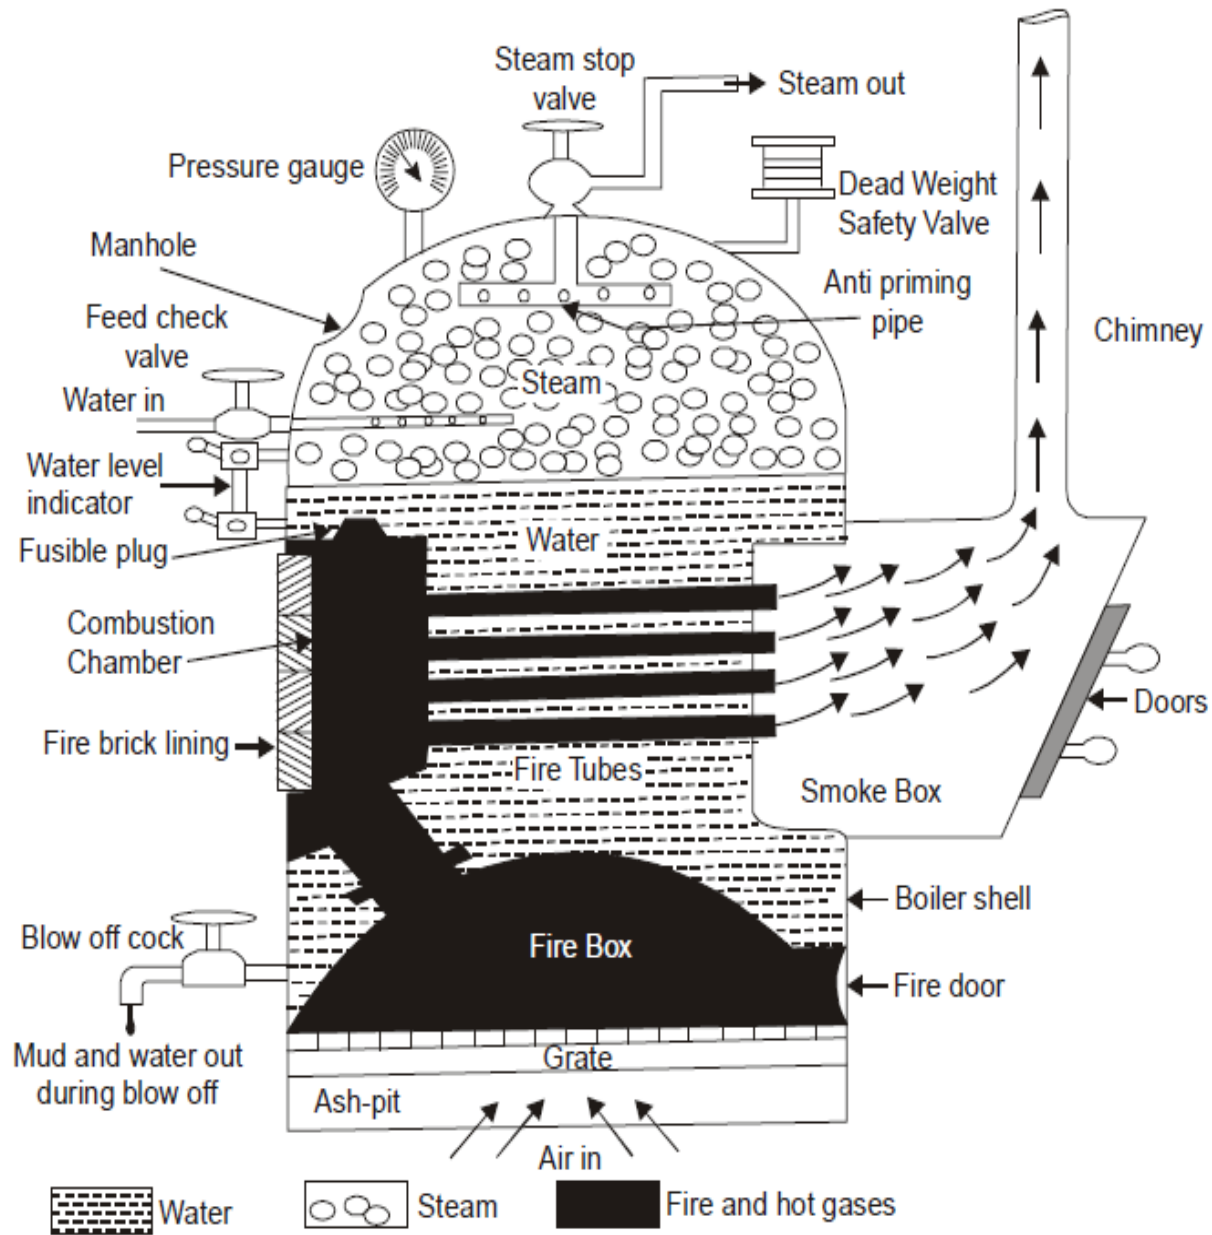 Steam stop
valve
Steam out
Pressure gauge
Dead Weight
Safety Valve
Manhole
Anti priming
pipe
Feed check
valve
Chimney
Steam
Water in
Water level
indicator
Water
Fusible plug
Combustion
Chamber
Doors
Fire brick lining
Fire Tubes
Smoke Box
Boiler shell
Blow off cock
Fire Box
Fire door
Mud and water out
during blow off
Grate
Ash-pit
Air in
Water
Steam
Fire and hot gases